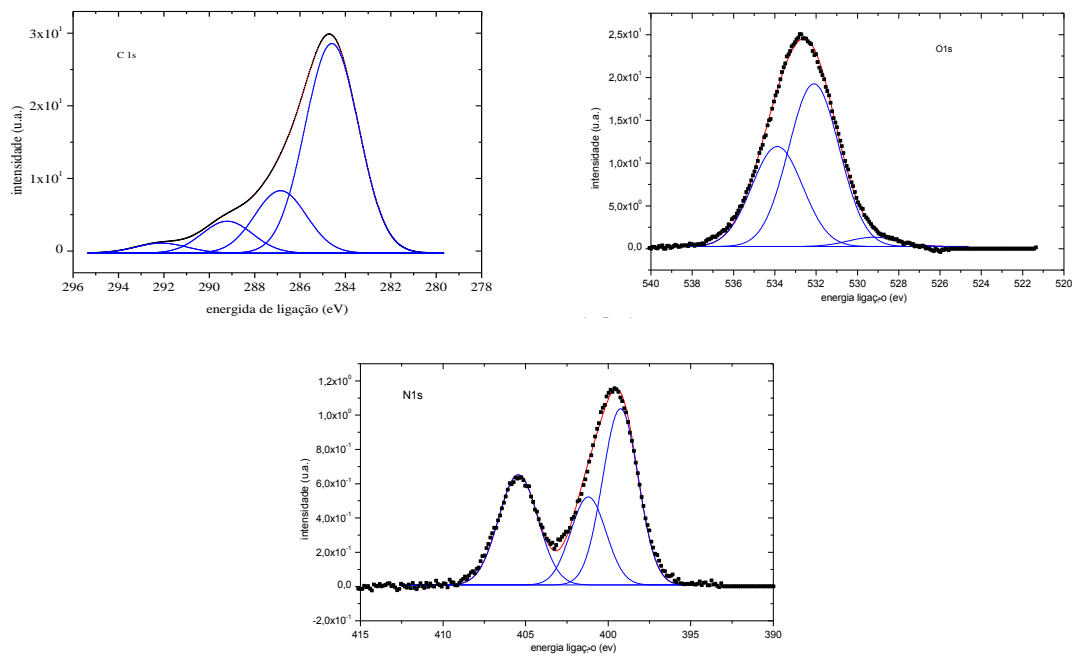 C 1s
intensidade (u.a.)
3x10¹
2x10¹
1x10¹
0
296 294 292 290 288 286 284 282 280 278
energida de ligação (eV)
O1s
intensidade (u.a.)
2,5x10¹
2,0x10¹
1,5x10¹
1,0x10¹
5,0x10⁰
0,0
540 538 536 534 532 530 528 526 524 522 520
energia ligaç-o (ev)
N1s
intensidade (u.a.)
1,2x10⁰
1,0x10⁰
8,0x10⁻¹
6,0x10⁻¹
4,0x10⁻¹
2,0x10⁻¹
0,0
-2,0x10⁻¹
415 410 405 400 395 390
energia ligaç-o (ev)